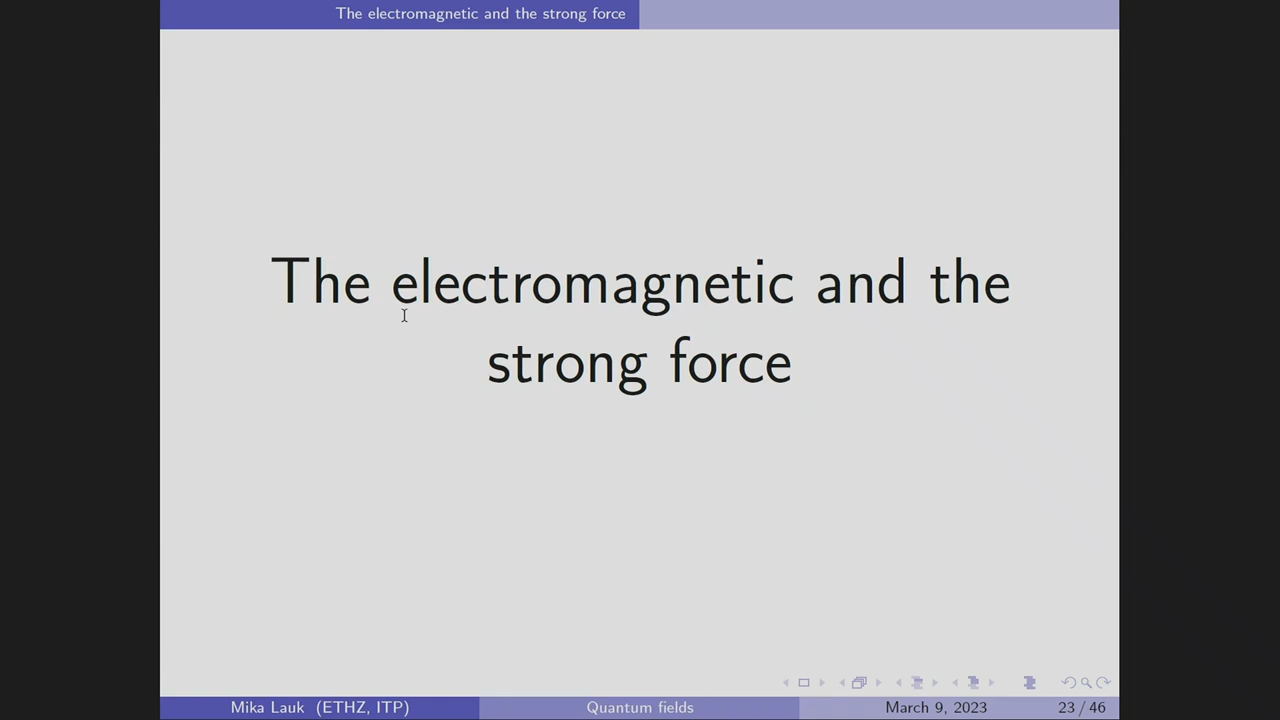 The electromagnetic and the strong force
The electromagnetic and the
strong force
Mika Lauk (ETHZ, ITP)
Quantum fields
March 9, 2023
23 / 46